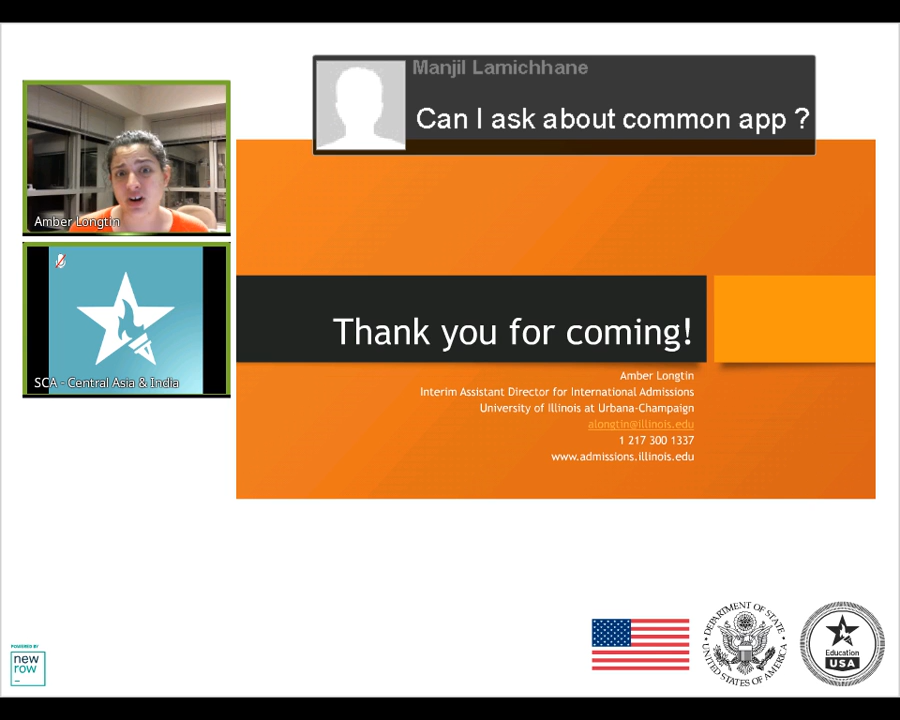 Manjil Lamichhane
Can I ask about common app ?
Amber Longtin
SCA - Central Asia & India
Thank you for coming!
Amber Longtin
Interim Assistant Director for International Admissions
University of Illinois at Urbana-Champaign
alongtin@illinois.edu
1 217 300 1337
www.admissions.illinois.edu
POWERED BY
new
row
DEPARTMENT OF STATE
UNITED STATES OF AMERICA
Education
USA